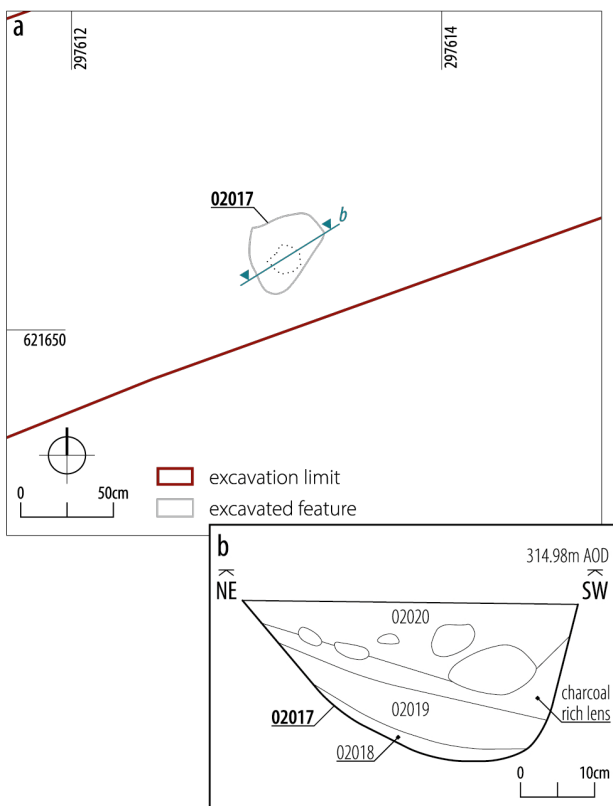 a
297612
297614
02017
b
621650
0 50cm
excavation limit
excavated feature
b
314.98m AOD
NE
SW
02020
charcoal
rich lens
02019
02017
02018
0 10cm